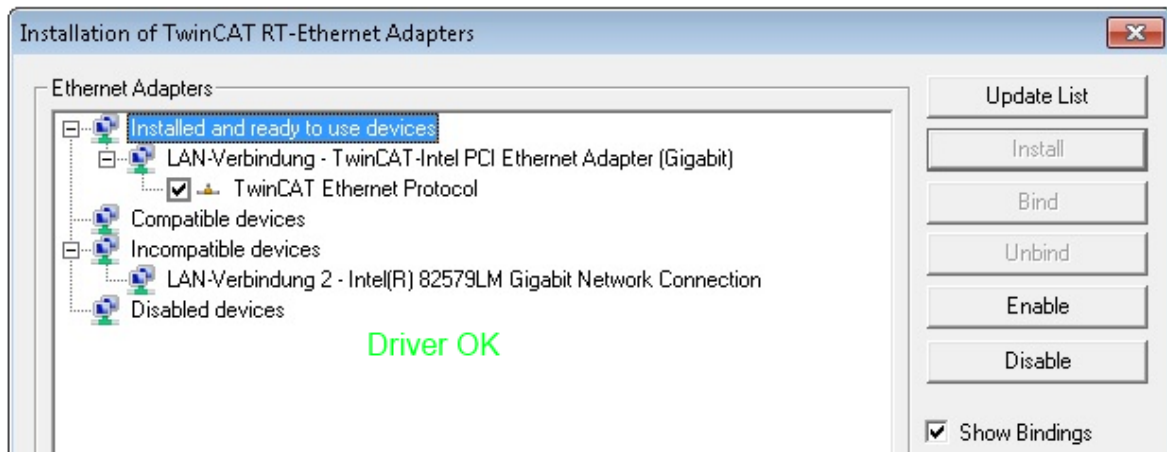 Installation of TwinCAT RT-Ethernet Adapters
Ethernet Adapters
Installed and ready to use devices
LAN-Verbindung - TwinCAT-Intel PCI Ethernet Adapter (Gigabit)
TwinCAT Ethernet Protocol
Compatible devices
Incompatible devices
LAN-Verbindung 2 - Intel(R) 82579LM Gigabit Network Connection
Disabled devices
Driver OK
Update List
Install
Bind
Unbind
Enable
Disable
Show Bindings